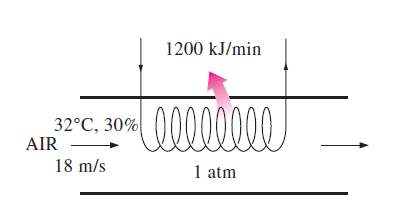 1200 kJ/min
32°C, 30%
AIR
18 m/s
1 atm